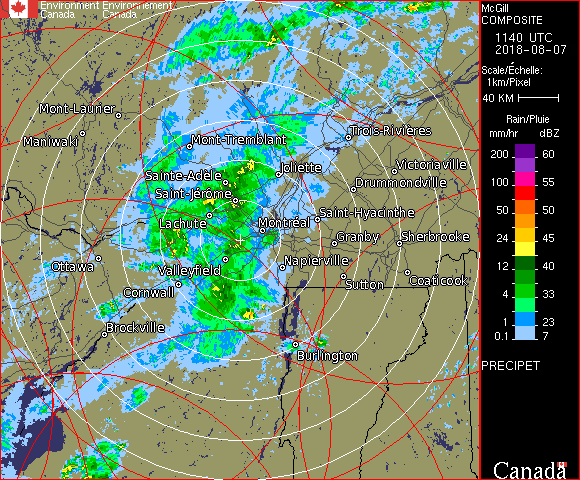 Environment Environnement
Canada Canada
McGill
COMPOSITE
1140 UTC
2018-08-07
Scale/Échelle:
1km/Pixel
40 KM
Rain/Pluie
mm/hr dBZ
200 60
100 55
50 50
24 45
12 40
4 33
1 23
0.1 7
PRECIPET
Canada
Mont-Laurier
Maniwaki
Mont-Tremblant
Trois-Rivières
Joliette
Victoriaville
Sainte-Adèle
Drummondville
Saint-Jérôme
Saint-Hyacinthe
Lachute
Montréal
Granby
Sherbrooke
Ottawa
Valleyfield
Napierville
Sutton
Coaticook
Cornwall
Brockville
Burlington